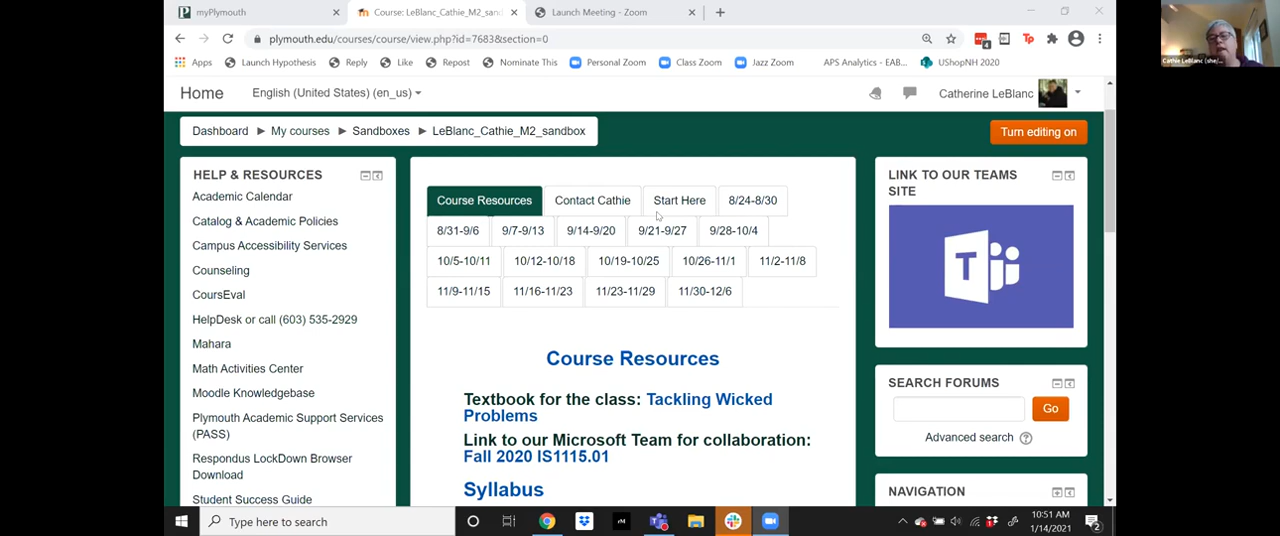 myPlymouth
Course: LeBlanc_Cathie_M2_sand
Launch Meeting - Zoom
plymouth.edu/courses/course/view.php?id=7683&section=0
Apps
Launch Hypothesis
Reply
Like
Repost
Nominate This
Personal Zoom
Class Zoom
Jazz Zoom
APS Analytics - EAB...
UShopNH 2020
Cathie LeBlanc (she/
Home
English (United States) (en_us)
Catherine LeBlanc
Dashboard ► My courses ► Sandboxes ► LeBlanc_Cathie_M2_sandbox
Turn editing on
HELP & RESOURCES
Academic Calendar
Catalog & Academic Policies
Campus Accessibility Services
Counseling
CoursEval
HelpDesk or call (603) 535-2929
Mahara
Math Activities Center
Moodle Knowledgebase
Plymouth Academic Support Services
(PASS)
Respondus LockDown Browser
Download
Student Success Guide
Course Resources
Contact Cathie
Start Here
8/24-8/30
8/31-9/6
9/7-9/13
9/14-9/20
9/21-9/27
9/28-10/4
10/5-10/11
10/12-10/18
10/19-10/25
10/26-11/1
11/2-11/8
11/9-11/15
11/16-11/23
11/23-11/29
11/30-12/6
Course Resources
Textbook for the class: Tackling Wicked
Problems
Link to our Microsoft Team for collaboration:
Fall 2020 IS1115.01
Syllabus
LINK TO OUR TEAMS
SITE
T
SEARCH FORUMS
Go
Advanced search
NAVIGATION
Type here to search
10:51 AM
1/14/2021